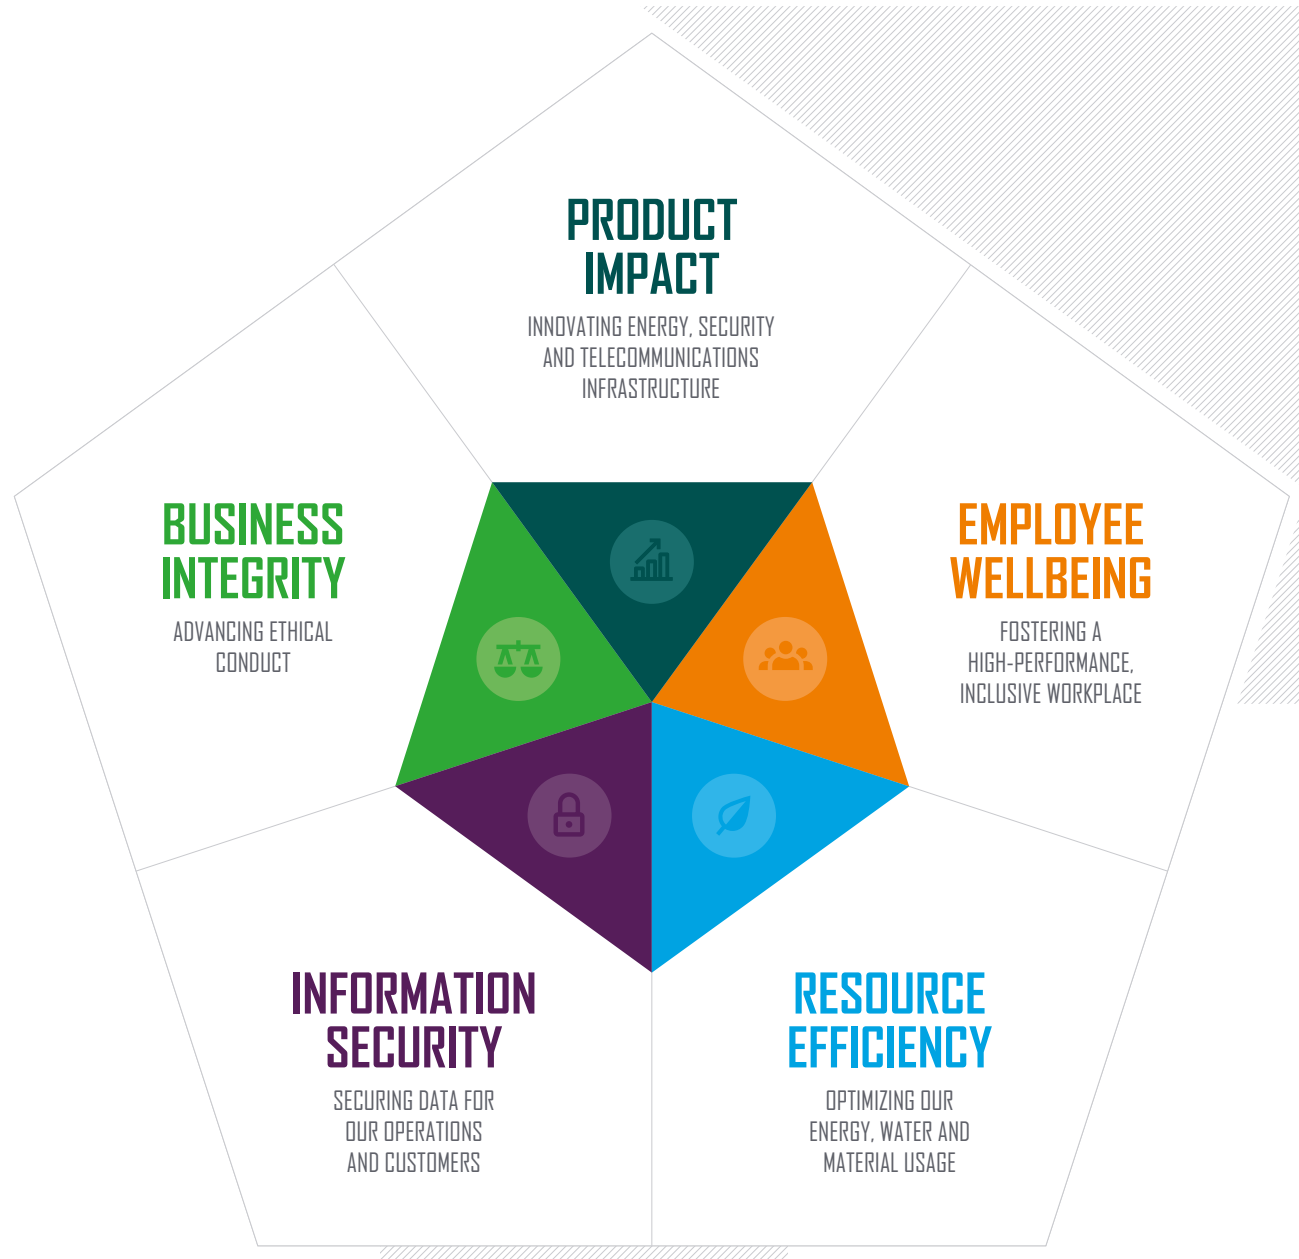 PRODUCT
IMPACT
INNOVATING ENERGY, SECURITY
AND TELECOMMUNICATIONS
INFRASTRUCTURE
BUSINESS
INTEGRITY
ADVANCING ETHICAL
CONDUCT
EMPLOYEE
WELLBEING
FOSTERING A
HIGH-PERFORMANCE,
INCLUSIVE WORKPLACE
INFORMATION
SECURITY
SECURING DATA FOR
OUR OPERATIONS
AND CUSTOMERS
RESOURCE
EFFICIENCY
OPTIMIZING OUR
ENERGY, WATER AND
MATERIAL USAGE